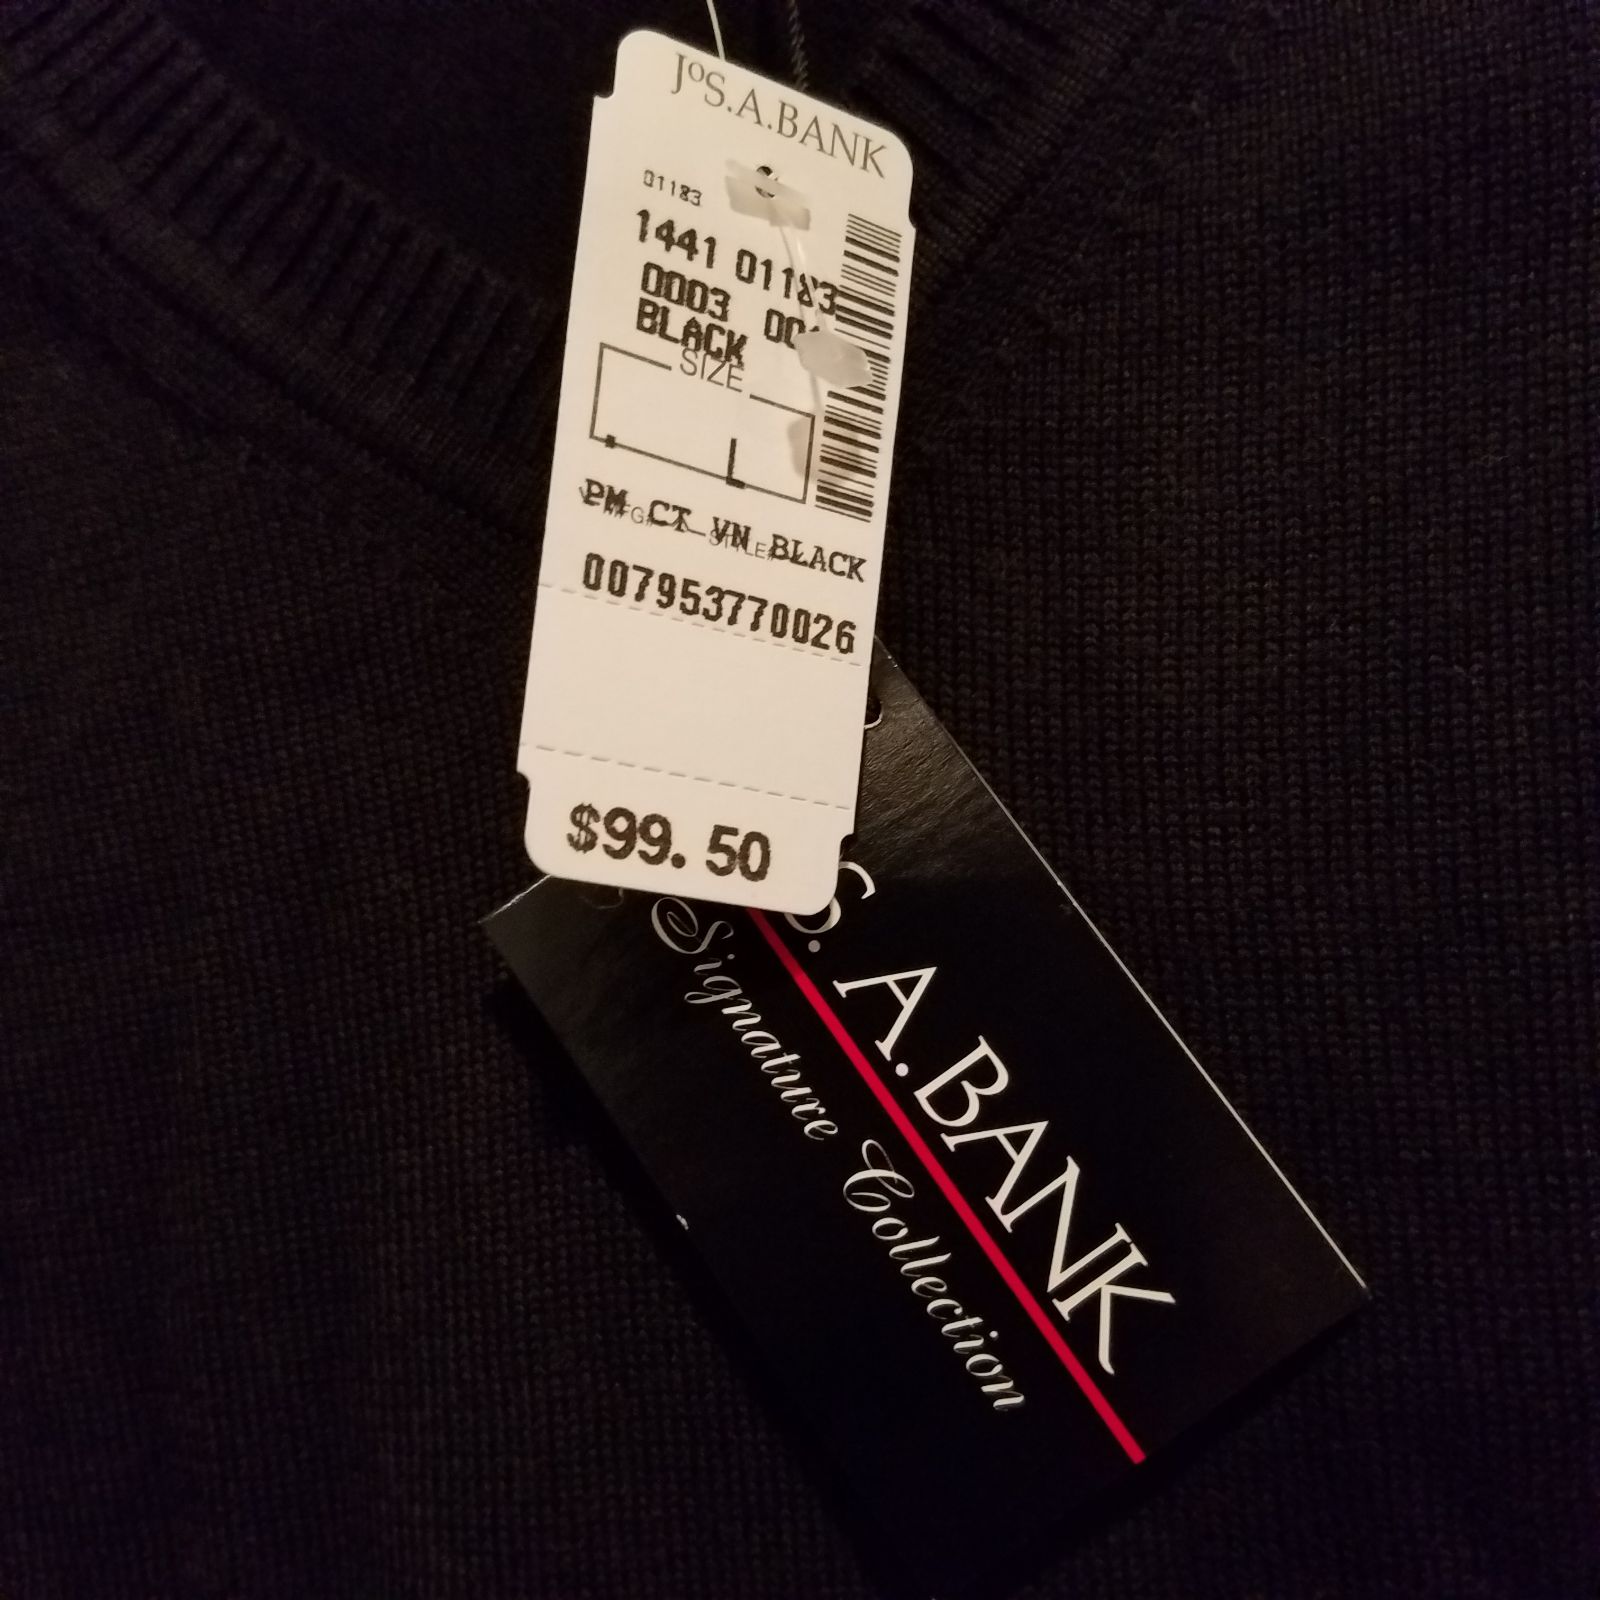 JoS.A.BANK
01183
1441 01183
0003
BLACK
SIZE
L
PM CT VN BLACK
007953770026
$99.50
S. A. BANK
Signature Collection